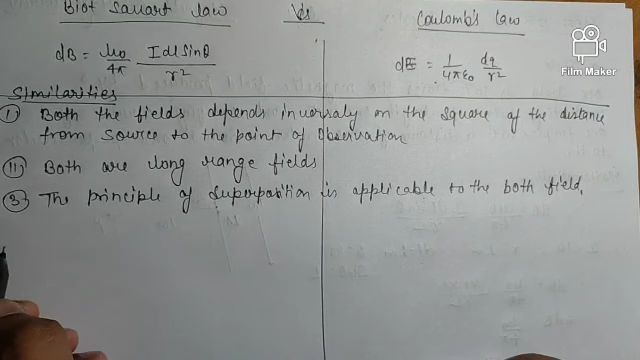 Biot Savart law Vs Coulomb's law
dB = μ0/4π Idl Sinθ/r2 dE = 1/4πε0 dq/r2
Similarities
① Both the fields depends inversaly on the square of the distance
from source to the point of observation
⑪ Both are long range fields
③ The principle of superposition is applicable to the both field.
Film Maker